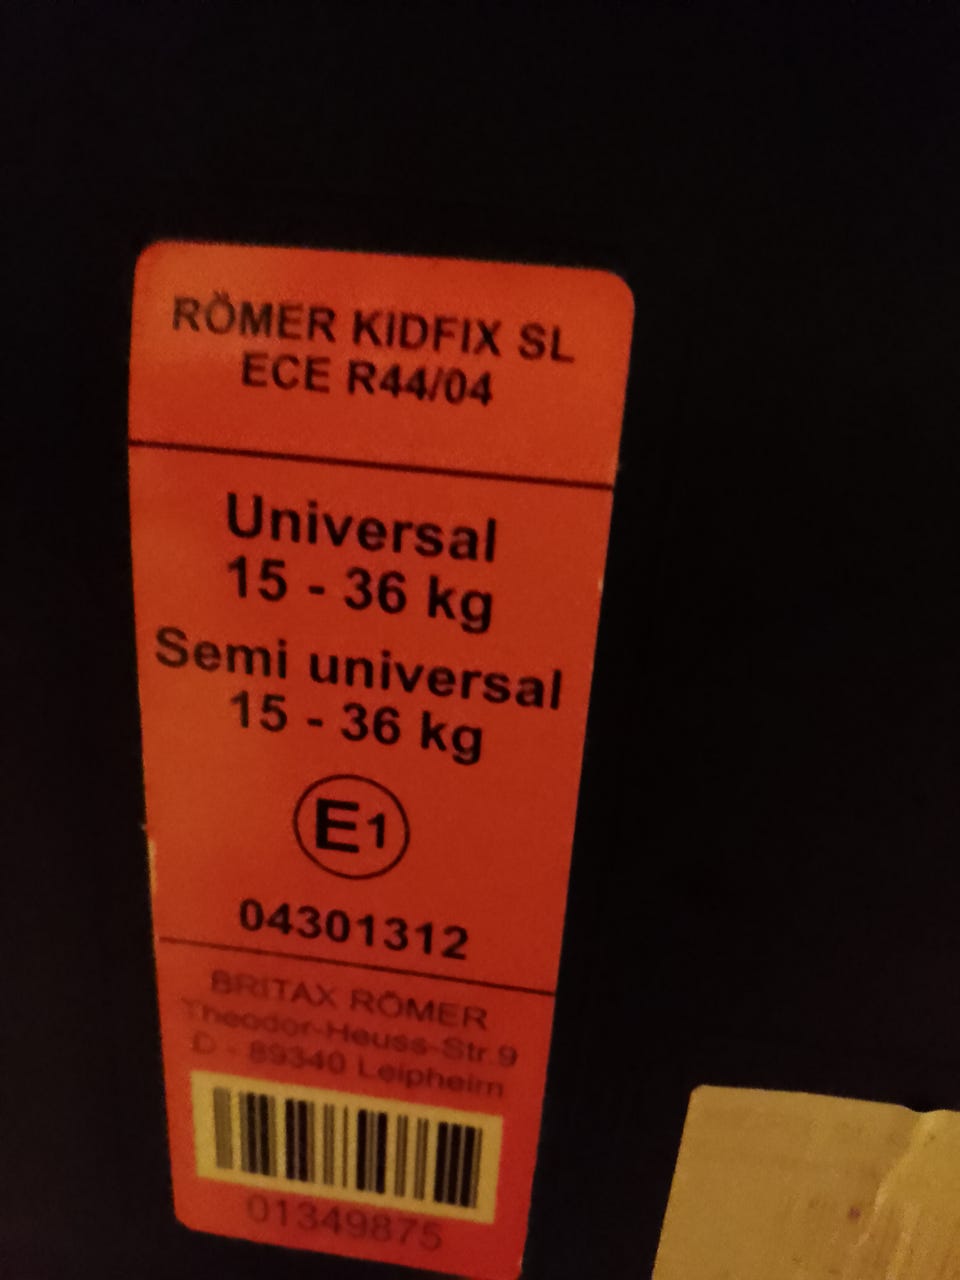 RÖMER KIDFIX SL
ECE R44/04
Universal
15 - 36 kg
Semi universal
15 - 36 kg
E1
04301312
BRITAX RÖMER
Theodor-Heuss-Str.9
D - 89340 Leipheim
01349875